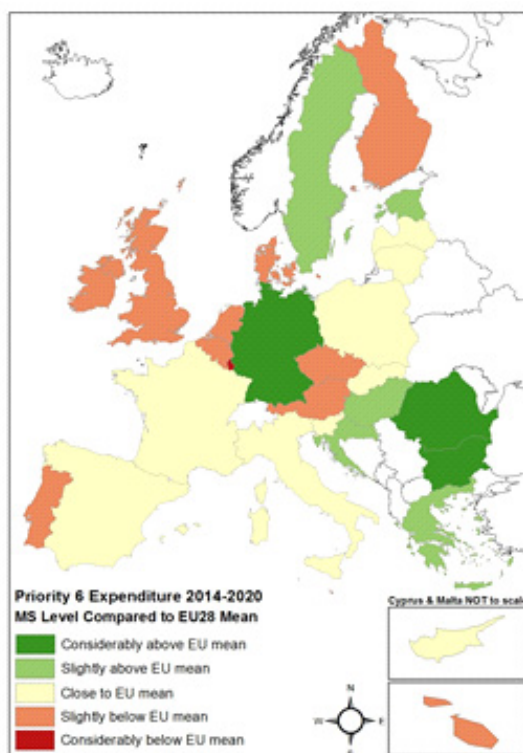 Priority 6 Expenditure 2014-2020
MS Level Compared to EU28 Mean
Considerably above EU mean
Slightly above EU mean
Close to EU mean
Slightly below EU mean
Considerably below EU mean
Cyprus & Malta NOT to scale
N
W E
S